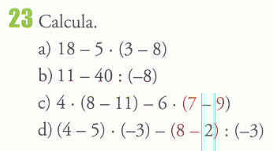 23 Calcula.
a) 18 – 5 · (3 – 8)
b) 11 – 40 : (–8)
c) 4 · (8 – 11) – 6 · (7 – 9)
d) (4 – 5) · (–3) – (8 – 2) : (–3)